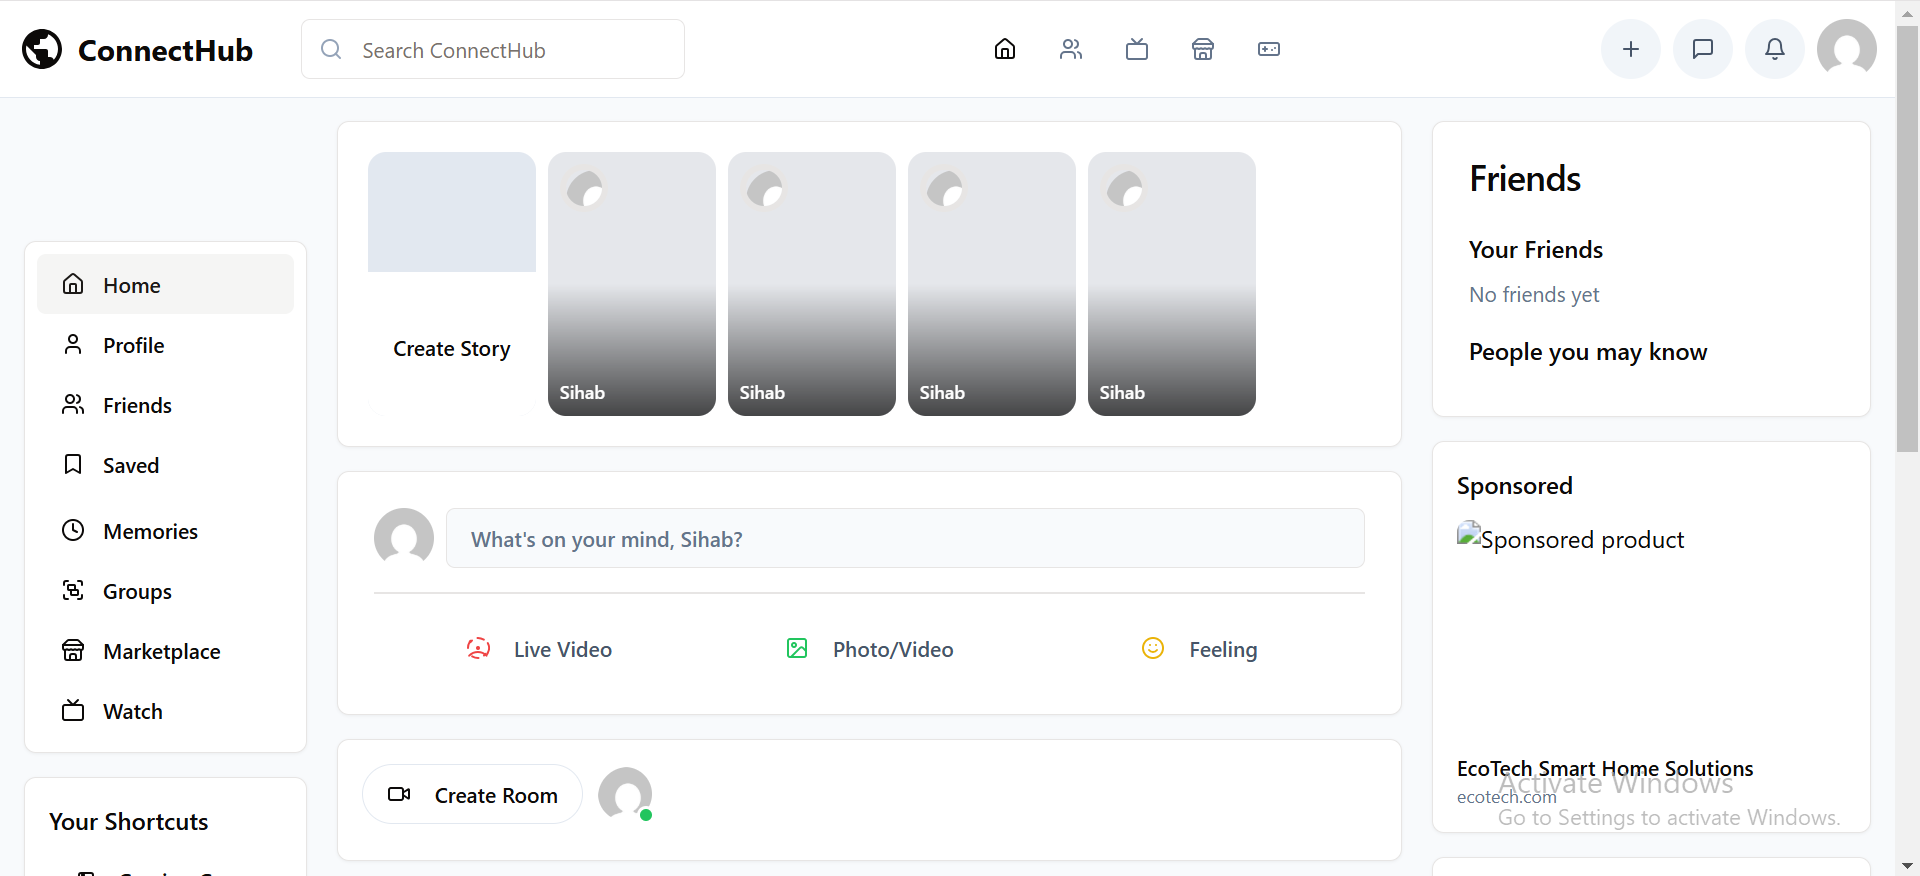 ConnectHub
Search ConnectHub
Home
Profile
Friends
Saved
Memories
Groups
Marketplace
Watch
Your Shortcuts
Create Story
Sihab
Sihab
Sihab
Sihab
What's on your mind, Sihab?
Live Video
Photo/Video
Feeling
Create Room
Friends
Your Friends
No friends yet
People you may know
Sponsored
Sponsored product
EcoTech Smart Home Solutions
ecotech.com
Activate Windows
Go to Settings to activate Windows.